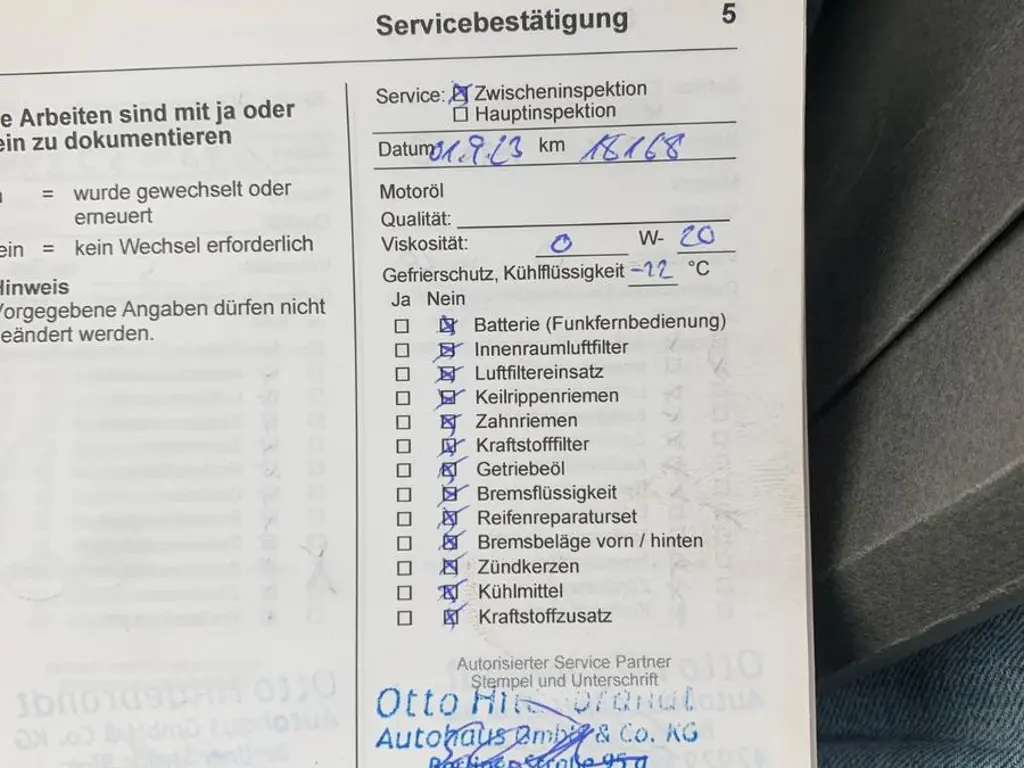 Servicebestätigung 5
e Arbeiten sind mit ja oder
ein zu dokumentieren
= wurde gewechselt oder
erneuert
ein = kein Wechsel erforderlich
Hinweis
Vorgegebene Angaben dürfen nicht
eändert werden.
Service: Zwischeninspektion
Hauptinspektion
Datum 01.9.23 km 18168
Motoröl
Qualität:
Viskosität: 0 W- 20
Gefrierschutz, Kühlflüssigkeit -22 °C
Ja Nein
Batterie (Funkfernbedienung)
Innenraumluftfilter
Luftfiltereinsatz
Keilrippenriemen
Zahnriemen
Kraftstofffilter
Getriebeöl
Bremsflüssigkeit
Reifenreparaturset
Bremsbeläge vorn / hinten
Zündkerzen
Kühlmittel
Kraftstoffzusatz
Autorisierter Service Partner
Stempel und Unterschrift
Otto
Autohaus GmbH & Co. KG